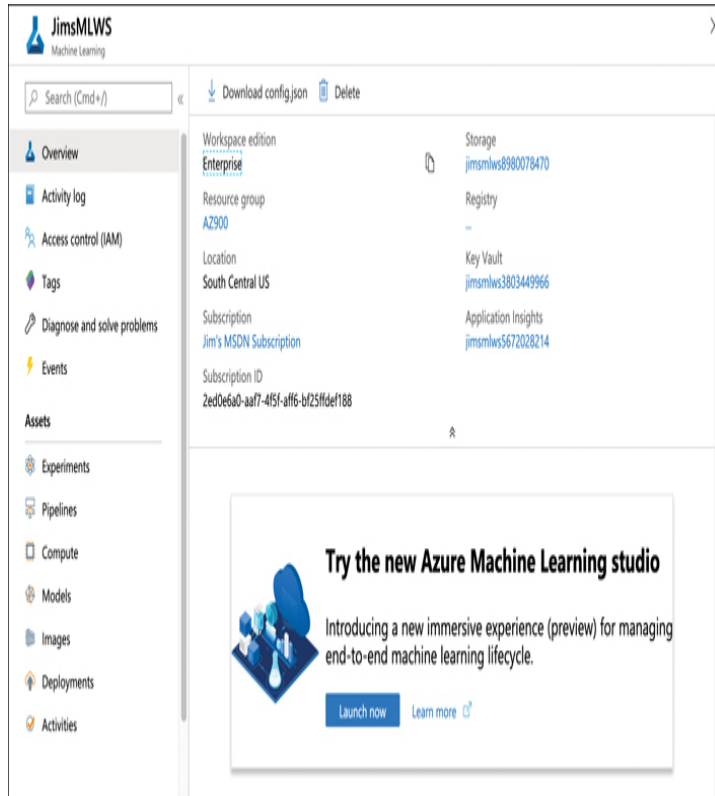 JimsMLWS
Machine Learning
Search (Cmd+/)
«
Overview
Activity log
Access control (IAM)
Tags
Diagnose and solve problems
Events
Assets
Experiments
Pipelines
Compute
Models
Images
Deployments
Activities
Download config.json Delete
Workspace edition
Enterprise
Resource group
AZ900
Location
South Central US
Subscription
Jim's MSDN Subscription
Subscription ID
2ed0e6a0-aaf7-4f5f-aff6-bf25ffdef188
Storage
jimsmlws8980078470
Registry
...
Key Vault
jimsmlws3803449966
Application Insights
jimsmlws5672028214
Try the new Azure Machine Learning studio
Introducing a new immersive experience (preview) for managing
end-to-end machine learning lifecycle.
Launch now Learn more